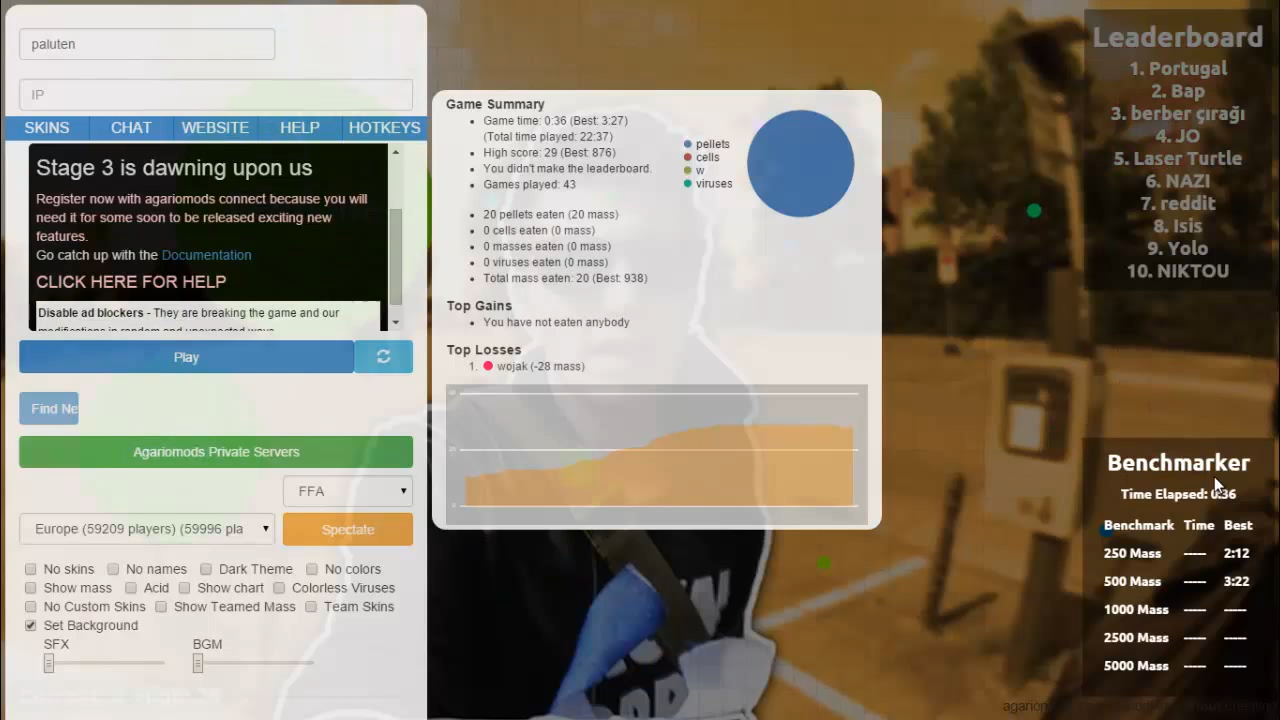 paluten
IP
SKINS CHAT WEBSITE HELP HOTKEYS
Stage 3 is dawning upon us
Register now with agariomods connect because you will
need it for some soon to be released exciting new
features.
Go catch up with the Documentation
CLICK HERE FOR HELP
Disable ad blockers - They are breaking the game and our
modifications in random and unexpected ways
Play
Find Ne
Agariomods Private Servers
FFA
Europe (59209 players) (59996 pla
Spectate
No skins No names Dark Theme No colors
Show mass Acid Show chart Colorless Viruses
No Custom Skins Show Teamed Mass Team Skins
Set Background
SFX BGM
Game Summary
Game time: 0:36 (Best: 3:27)
(Total time played: 22:37)
High score: 29 (Best: 876)
You didn't make the leaderboard.
Games played: 43
20 pellets eaten (20 mass)
0 cells eaten (0 mass)
0 masses eaten (0 mass)
0 viruses eaten (0 mass)
Total mass eaten: 20 (Best: 938)
pellets
cells
w
viruses
Top Gains
You have not eaten anybody
Top Losses
1. wojak (-28 mass)
Leaderboard
1. Portugal
2. Bap
3. berber çırağı
4. JO
5. Laser Turtle
6. NAZI
7. reddit
8. Isis
9. Yolo
10. NIKTOU
Benchmarker
Time Elapsed: 0:36
Benchmark Time Best
250 Mass ----- 2:12
500 Mass ----- 3:22
1000 Mass ----- -----
2500 Mass ----- -----
5000 Mass ----- -----